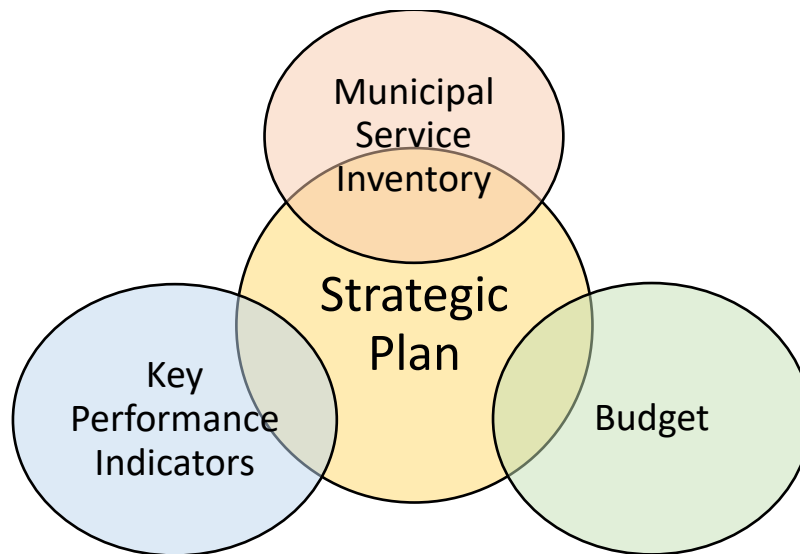 Municipal
Service
Inventory
Strategic
Plan
Key
Performance
Indicators
Budget